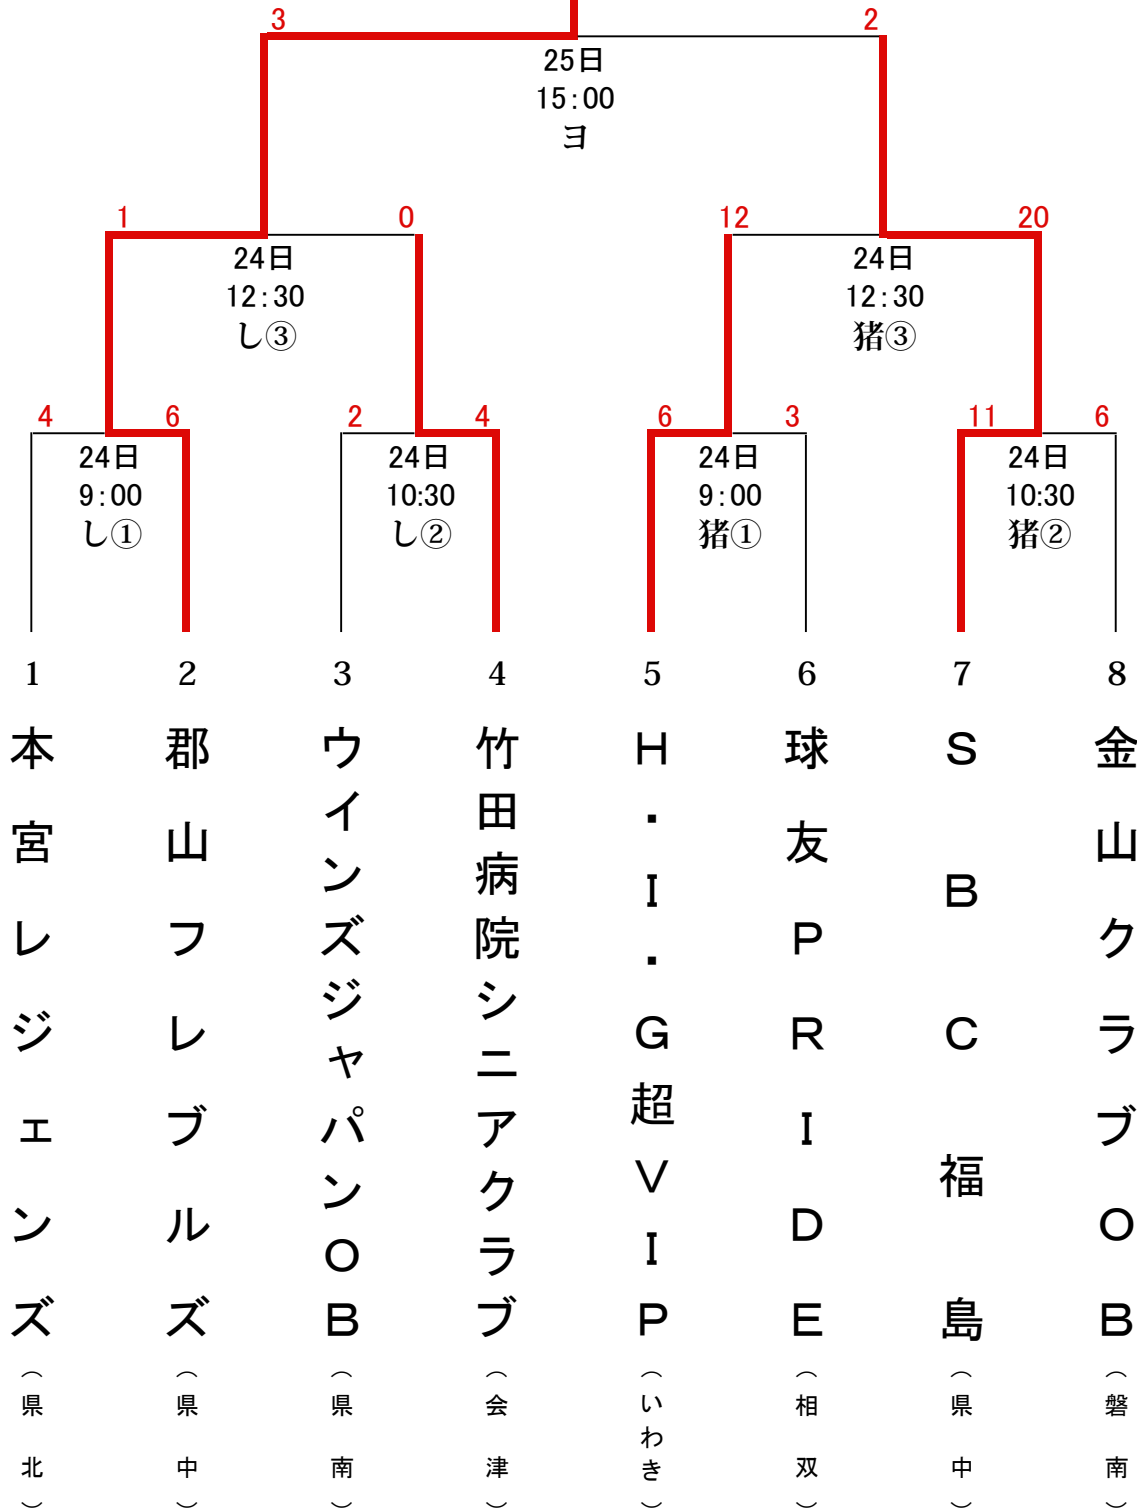 3
2
25日
15:00
ヨ
1
0
12
20
24日
12:30
し③
24日
12:30
猪③
4
6
2
4
6
3
11
6
24日
9:00
し①
24日
10:30
し②
24日
9:00
猪①
24日
10:30
猪②
1
2
3
4
5
6
7
8
本宮レジェンズ
（県北）
郡山フレブルズ
（県中）
ウインズジャパンOB
（県南）
竹田病院シニアクラブ
（会津）
H.I.G超VIP
（いわき）
球友PRIDE
（相双）
SBC福島
（県中）
金山クラブOB
（磐南）